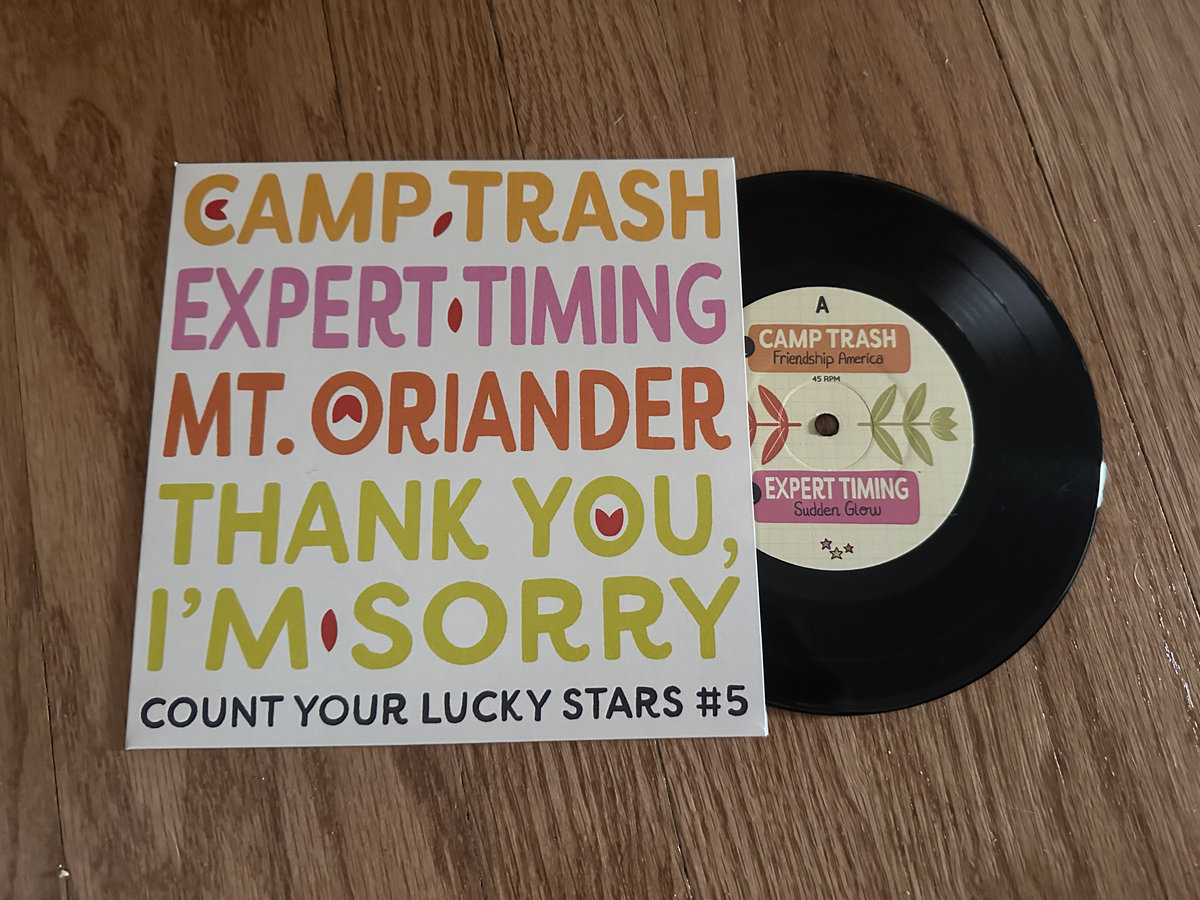 CAMP TRASH
EXPERT TIMING
MT. ORIANDER
THANK YOU,
I'M SORRY
COUNT YOUR LUCKY STARS #5
A
CAMP TRASH
Friendship America
45 RPM
EXPERT TIMING
Sudden Glow